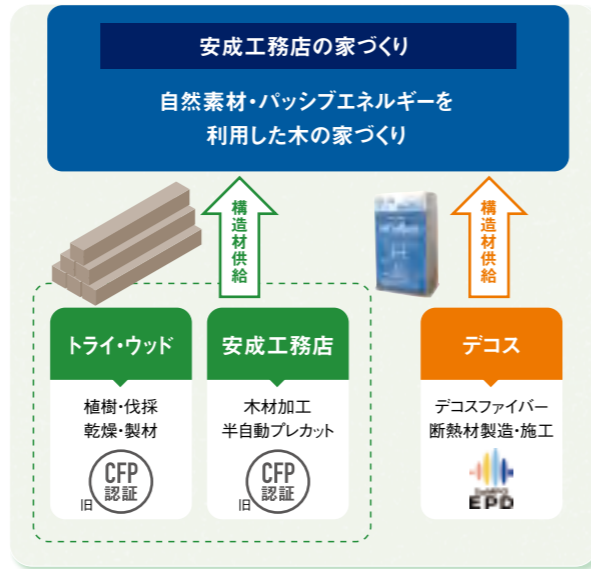 安成工務店の家づくり
自然素材・パッシブエネルギーを
利用した木の家づくり
構造材供給
構造材供給
トライ・ウッド
安成工務店
デコス
植樹・伐採
乾燥・製材
木材加工
半自動プレカット
デコスファイバー
断熱材製造・施工
旧
CFP
認証
旧
CFP
認証
EPD